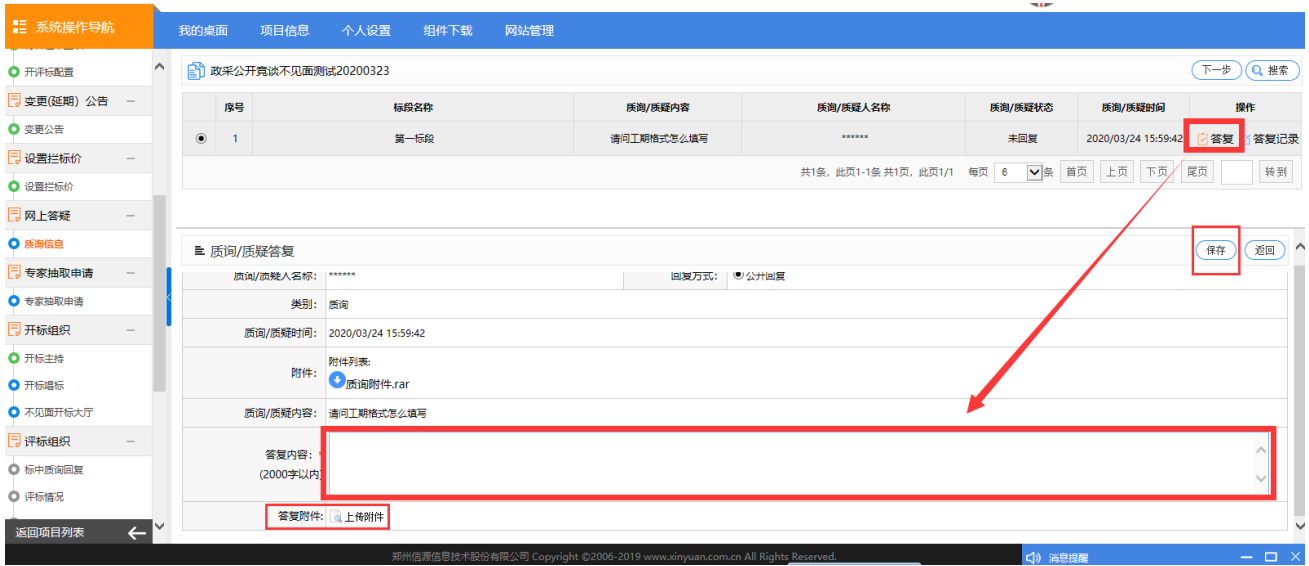 系统操作导航
我的桌面 项目信息 个人设置 组件下载 网站管理
开评标配置
变更(延期) 公告
变更公告
设置拦标价
设置拦标价
网上答疑
质询信息
专家抽取申请
专家抽取申请
开标组织
开标主持
开标唱标
不见面开标大厅
评标组织
标中质询回复
评标情况
返回项目列表
政采公开竟谈不见面测试20200323
下一步 搜索
序号 标段名称 质询/质疑内容 质询/质疑人名称 质询/质疑状态 质询/质疑时间 操作
1 第一标段 请问工期格式怎么填写 ****** 未回复 2020/03/24 15:59:42 答复 答复记录
共1条, 此页1-1条 共1页, 此页1/1 每页 6 条 首页 上页 下页 尾页 转到
质询/质疑答复
保存 返回
质询/质疑人名称: ****** 回复方式: 公开回复
类别: 质询
质询/质疑时间: 2020/03/24 15:59:42
附件: 附件列表:
质询附件.rar
质询/质疑内容: 请问工期格式怎么填写
答复内容:
(2000字以内)
答复附件: 上传附件
郑州信源信息技术股份有限公司 Copyright ©2006-2019 www.xinyuan.com.cn All Rights Reserved.
消息提醒